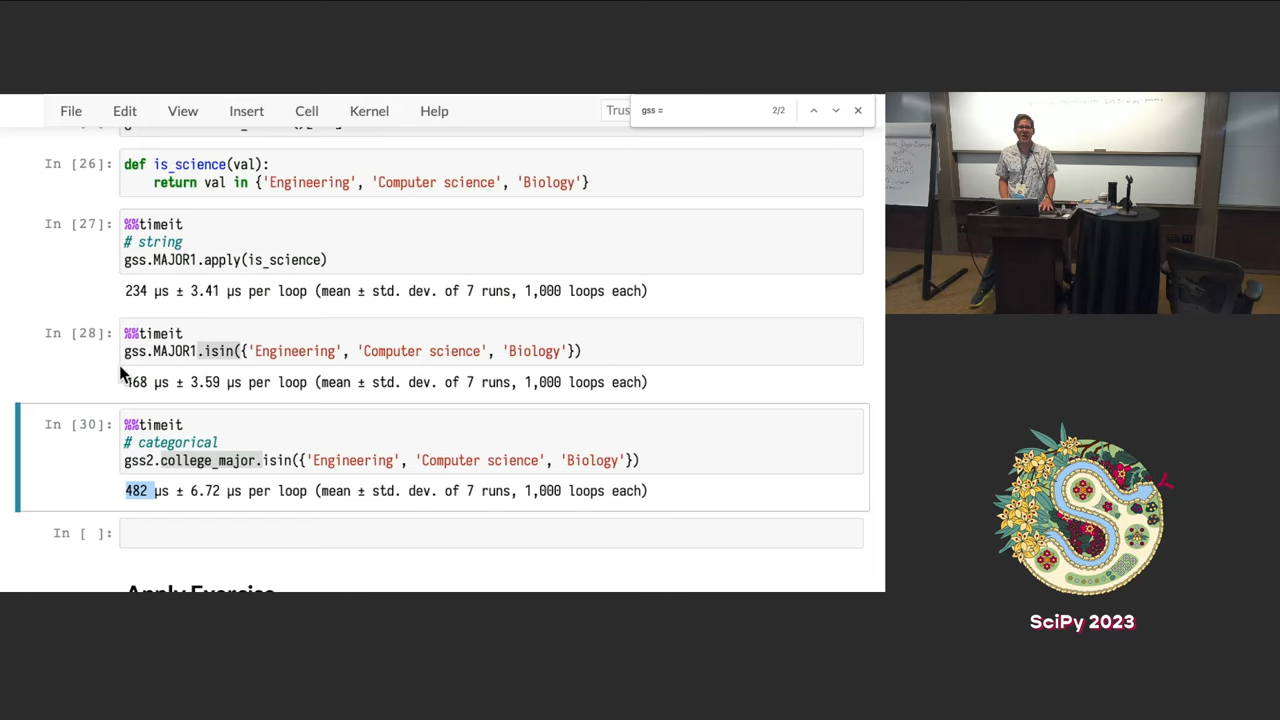 File Edit View Insert Cell Kernel Help Trus gss = 2/2
In [26]: def is_science(val):
return val in {'Engineering', 'Computer science', 'Biology'}
In [27]: %%timeit
# string
gss.MAJOR1.apply(is_science)
234 µs ± 3.41 µs per loop (mean ± std. dev. of 7 runs, 1,000 loops each)
In [28]: %%timeit
gss.MAJOR1.isin({'Engineering', 'Computer science', 'Biology'})
68 µs ± 3.59 µs per loop (mean ± std. dev. of 7 runs, 1,000 loops each)
In [30]: %%timeit
# categorical
gss2.college_major.isin({'Engineering', 'Computer science', 'Biology'})
482 µs ± 6.72 µs per loop (mean ± std. dev. of 7 runs, 1,000 loops each)
In [ ]:
Apply Exercise
SciPy 2023